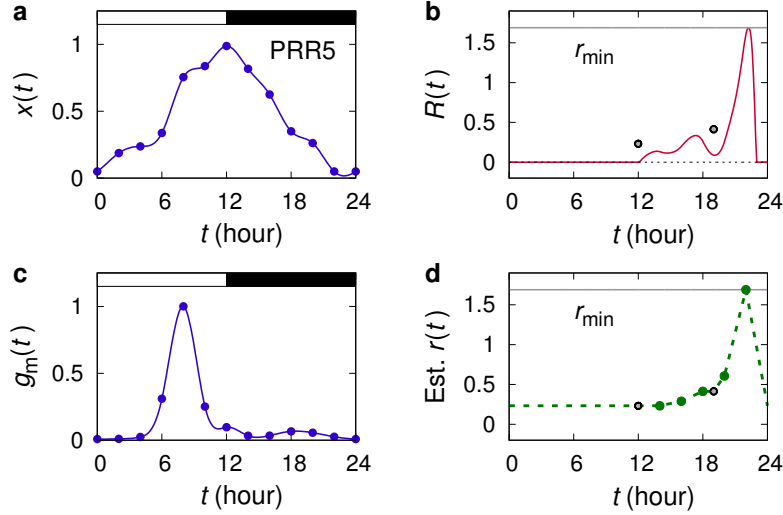 a
PRR5
x(t)
1
0.5
0
0 6 12 18 24
t (hour)
b
r_min
R(t)
1.5
1
0.5
0
0 6 12 18 24
t (hour)
c
g_m(t)
1
0.5
0
0 6 12 18 24
t (hour)
d
r_min
Est. r(t)
1.5
1
0.5
0
0 6 12 18 24
t (hour)